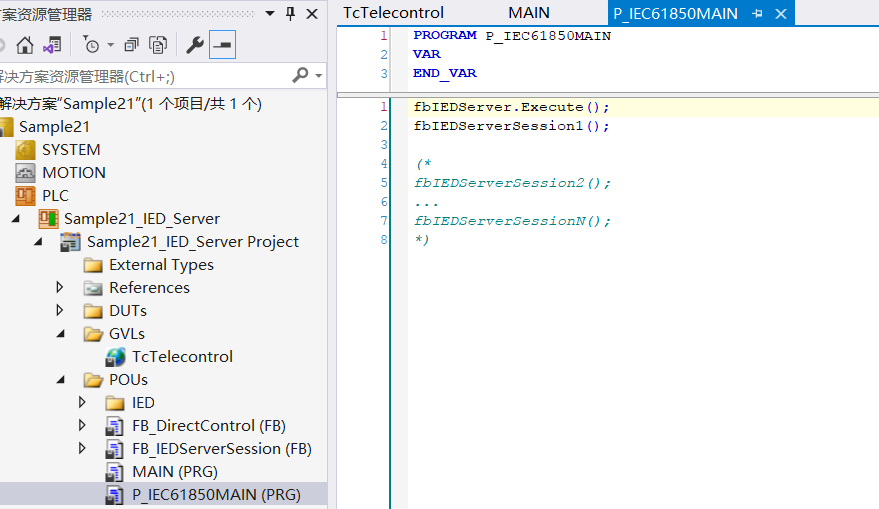 方案资源管理器
解决方案资源管理器(Ctrl+;)
解决方案"Sample21"(1 个项目/共 1 个)
Sample21
SYSTEM
MOTION
PLC
Sample21_IED_Server
Sample21_IED_Server Project
External Types
References
DUTs
GVLs
TcTelecontrol
POUs
IED
FB_DirectControl (FB)
FB_IEDServerSession (FB)
MAIN (PRG)
P_IEC61850MAIN (PRG)
TcTelecontrol MAIN P_IEC61850MAIN
1 PROGRAM P_IEC61850MAIN
2 VAR
3 END_VAR
1 fbIEDServer.Execute();
2 fbIEDServerSession1();
3
4 (*
5 fbIEDServerSession2();
6 ...
7 fbIEDServerSessionN();
8 *)